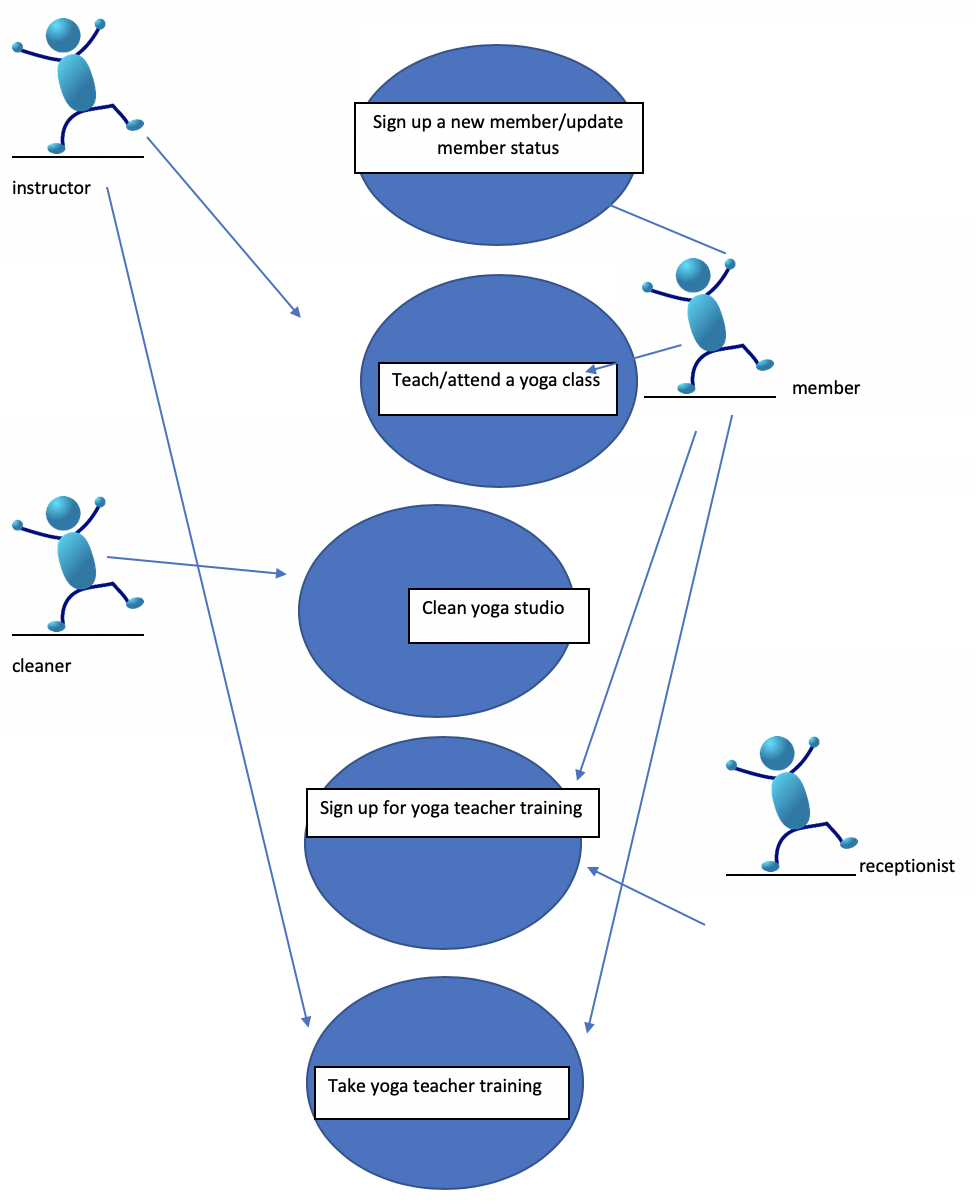 Sign up a new member/update
member status
instructor
Teach/attend a yoga class
member
Clean yoga studio
cleaner
Sign up for yoga teacher training
receptionist
Take yoga teacher training